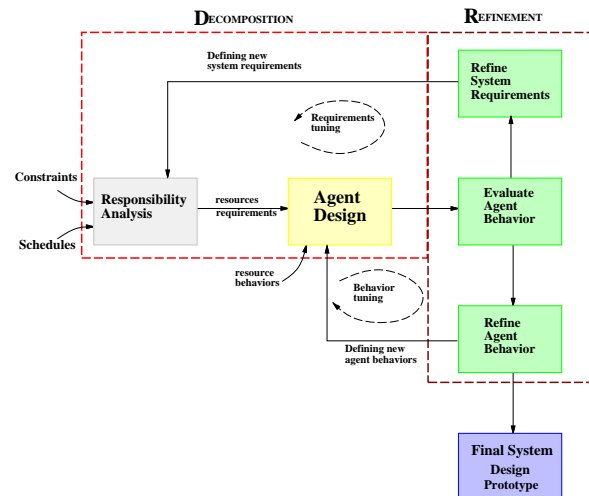 DECOMPOSITION
REFINEMENT
Defining new
system requirements
Refine
System
Requirements
Requirements
tuning
Constraints
Schedules
Responsibility
Analysis
resources
requirements
Agent
Design
Evaluate
Agent
Behavior
resource
behaviors
Behavior
tuning
Defining new
agent behaviors
Refine
Agent
Behavior
Final System
Design
Prototype